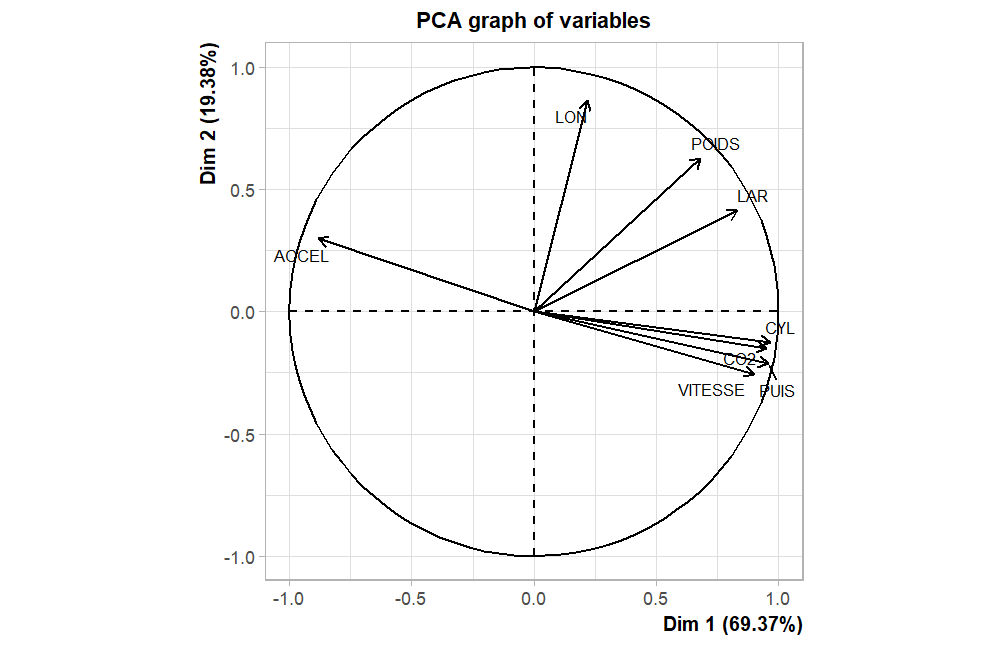 PCA graph of variables
Dim 2 (19.38%)
1.0
0.5
0.0
-0.5
-1.0
LON
POIDS
LAR
ACCEL
CYL
CO2
VITESSE
PUIS
-1.0
-0.5
0.0
0.5
1.0
Dim 1 (69.37%)